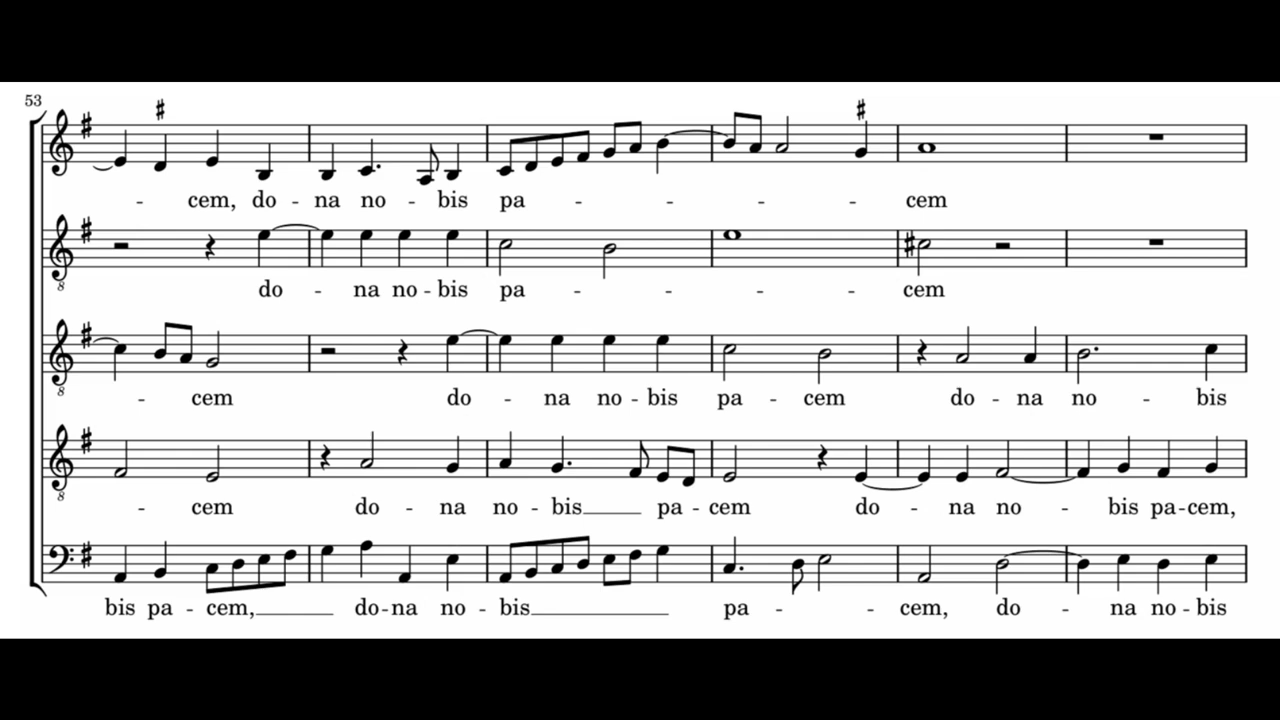 53
- cem, do - na no - bis pa - - - - cem
do - na no - bis pa - - - cem
- cem do - na no - bis pa - cem do - na no - bis
- cem do - na no - bis pa - cem do - na no - bis pa - cem,
bis pa - cem, do - na no - bis pa - - cem, do - na no - bis